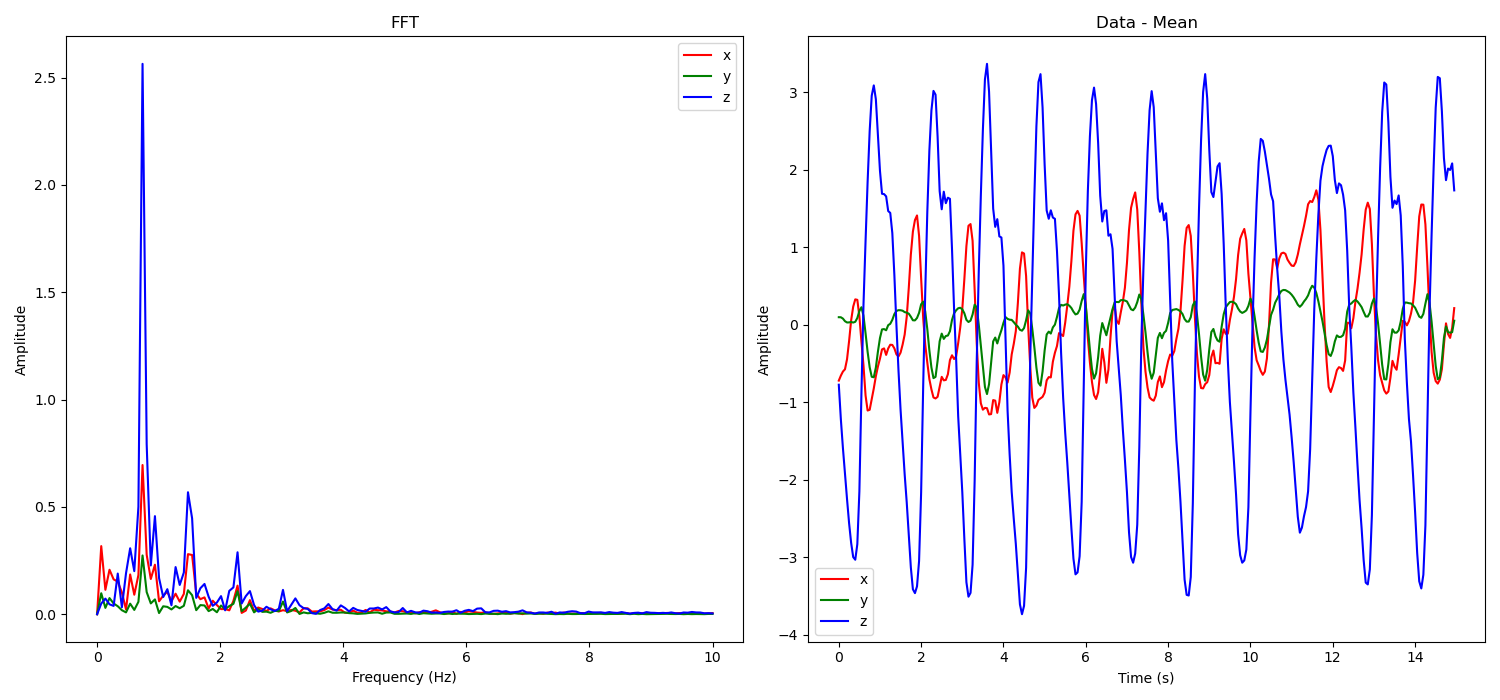 FFT
Amplitude
2.5
2.0
1.5
1.0
0.5
0.0
0 2 4 6 8 10
Frequency (Hz)
x
y
z
Data - Mean
Amplitude
3
2
1
0
−1
−2
−3
−4
0 2 4 6 8 10 12 14
Time (s)
x
y
z